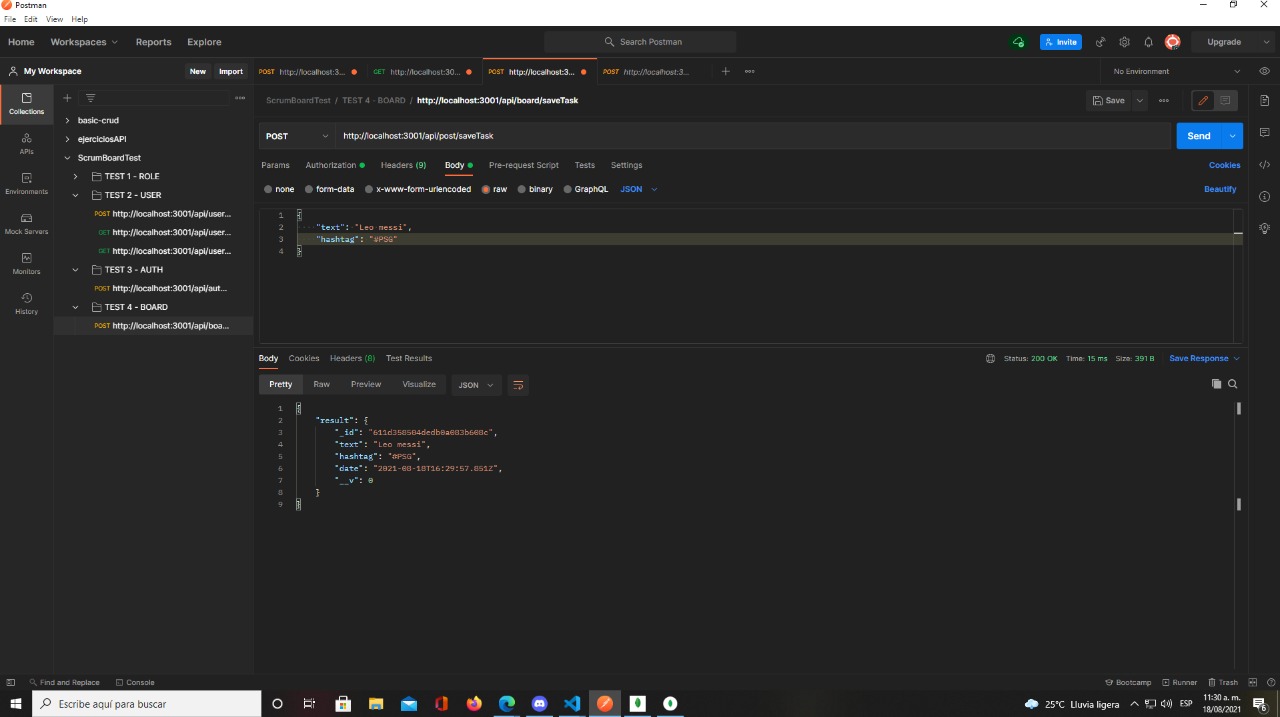 Postman
File Edit View Help
Home Workspaces Reports Explore Search Postman Invite Upgrade
My Workspace New Import POST http://localhost:3... GET http://localhost:30... POST http://localhost:3... POST http://localhost:3... No Environment
ScrumBoardTest / TEST 4 - BOARD / http://localhost:3001/api/board/saveTask Save
POST http://localhost:3001/api/post/saveTask Send
Params Authorization Headers (9) Body Pre-request Script Tests Settings Cookies
none form-data x-www-form-urlencoded raw binary GraphQL JSON Beautify
Collections
APIs
Environments
Mock Servers
Monitors
History
basic-crud
ejerciciosAPI
ScrumBoardTest
TEST 1 - ROLE
TEST 2 - USER
POST http://localhost:3001/api/user...
GET http://localhost:3001/api/user...
GET http://localhost:3001/api/user...
TEST 3 - AUTH
POST http://localhost:3001/api/aut...
TEST 4 - BOARD
POST http://localhost:3001/api/boa...
1 {
2 "text": "Leo messi",
3 "hashtag": "#PSG"
4 }
Body Cookies Headers (8) Test Results Status: 200 OK Time: 15 ms Size: 391 B Save Response
Pretty Raw Preview Visualize JSON
1 {
2 "result": {
3 "_id": "611d358504dedb0a083b608c",
4 "text": "Leo messi",
5 "hashtag": "#PSG",
6 "date": "2021-08-18T16:29:57.851Z",
7 "__v": 0
8 }
9 }
Find and Replace Console Bootcamp Runner Trash
Escribe aquí para buscar 25°C Lluvia ligera ESP 11:30 a. m.
18/08/2021